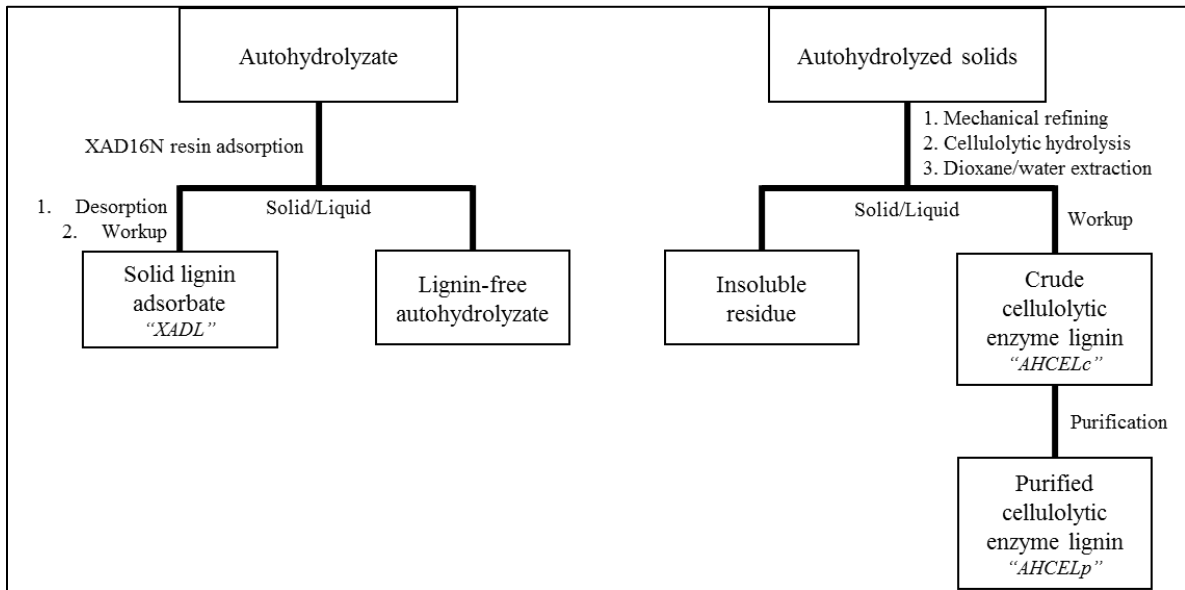 Autohydrolyzate
XAD16N resin adsorption
1. Desorption
2. Workup
Solid/Liquid
Solid lignin
adsorbate
“XADL”
Lignin-free
autohydrolyzate
Autohydrolyzed solids
1. Mechanical refining
2. Cellulolytic hydrolysis
3. Dioxane/water extraction
Solid/Liquid
Workup
Insoluble
residue
Crude
cellulolytic
enzyme lignin
“AHCELc”
Purification
Purified
cellulolytic
enzyme lignin
“AHCELp”